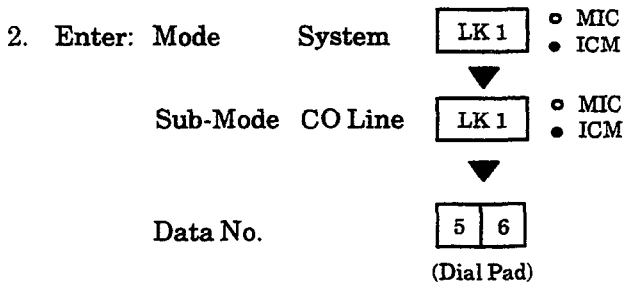 2. Enter: Mode System LK 1 MIC
ICM
Sub-Mode CO Line LK 1 MIC
ICM
Data No. 5 6
(Dial Pad)